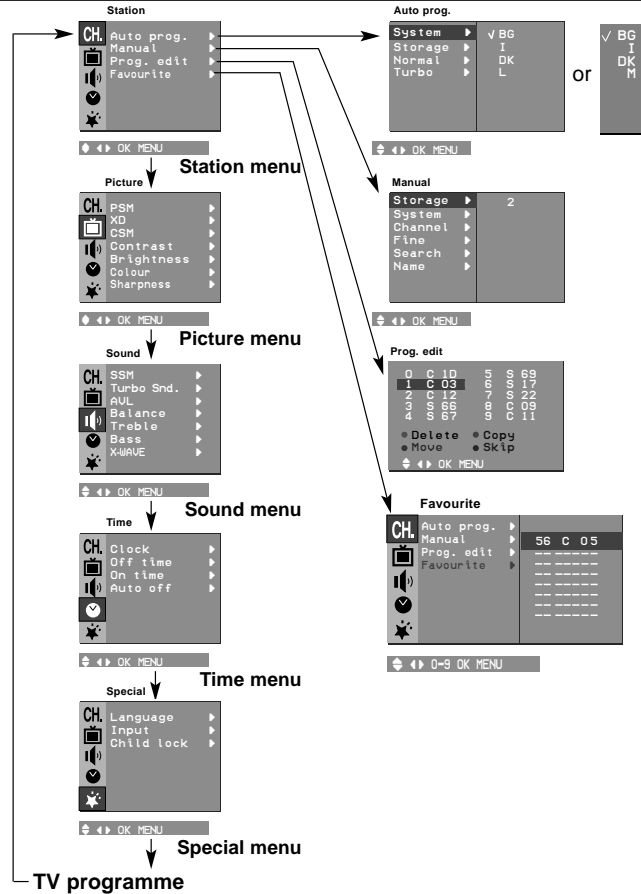 Station
CH.
Auto prog.
Manual
Prog. edit
Favourite
OK MENU
Station menu
Picture
CH.
PSM
XD
CSM
Contrast
Brightness
Colour
Sharpness
OK MENU
Picture menu
Sound
CH.
SSM
Turbo Snd.
AVL
Balance
Treble
Bass
X-WAVE
OK MENU
Sound menu
Time
CH.
Clock
Off time
On time
Auto off
OK MENU
Time menu
Special
CH.
Language
Input
Child lock
OK MENU
Special menu
TV programme
Auto prog.
System √ BG
Storage I
Normal DK
Turbo L
OK MENU
or
√ BG
I
DK
M
Manual
Storage 2
System
Channel
Fine
Search
Name
OK MENU
Prog. edit
0 C 10 5 S 69
1 C 03 6 S 17
2 C 12 7 S 22
3 S 66 8 C 09
4 S 67 9 C 11
Delete Copy
Move Skip
OK MENU
Favourite
CH.
Auto prog.
Manual 56 C 05
Prog. edit -- ------
Favourite -- ------
-- ------
-- ------
-- ------
-- ------
0-9 OK MENU